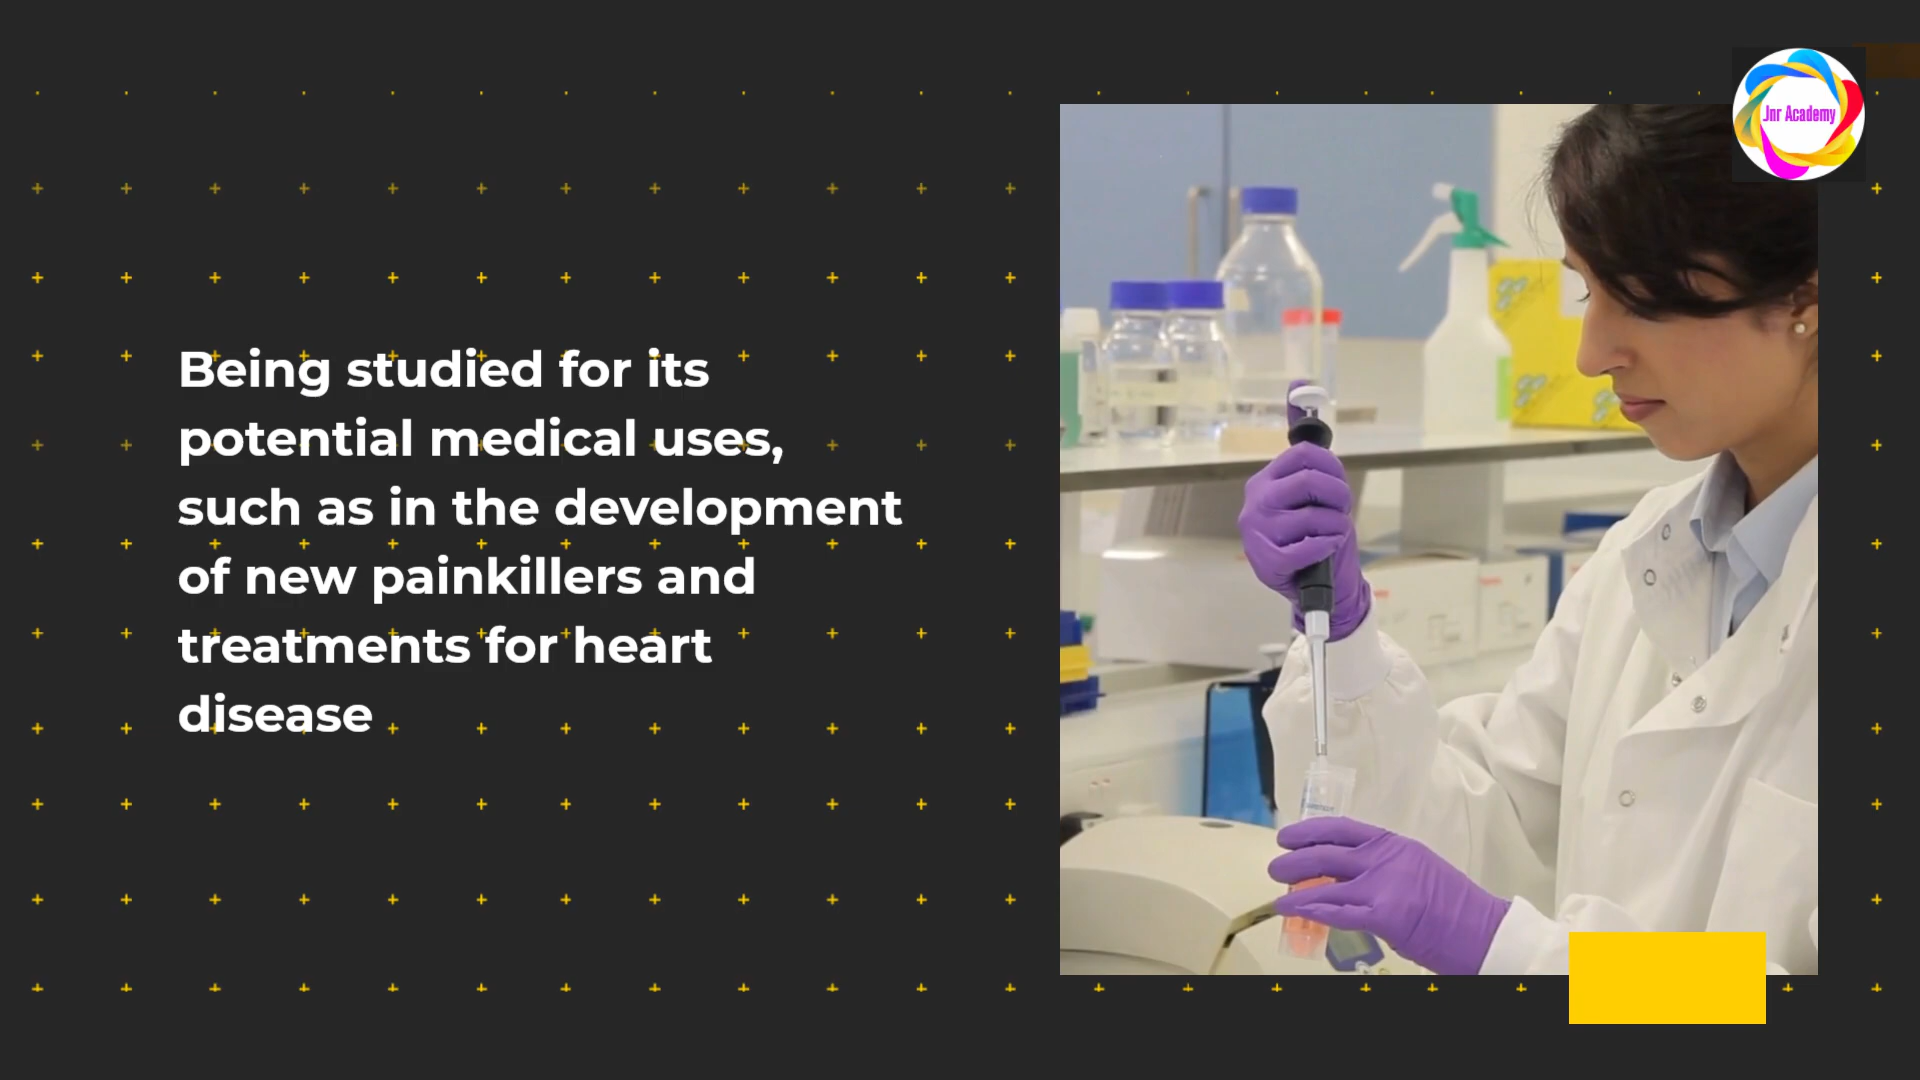 Jnr Academy
Being studied for its
potential medical uses,
such as in the development
of new painkillers and
treatments for heart
disease